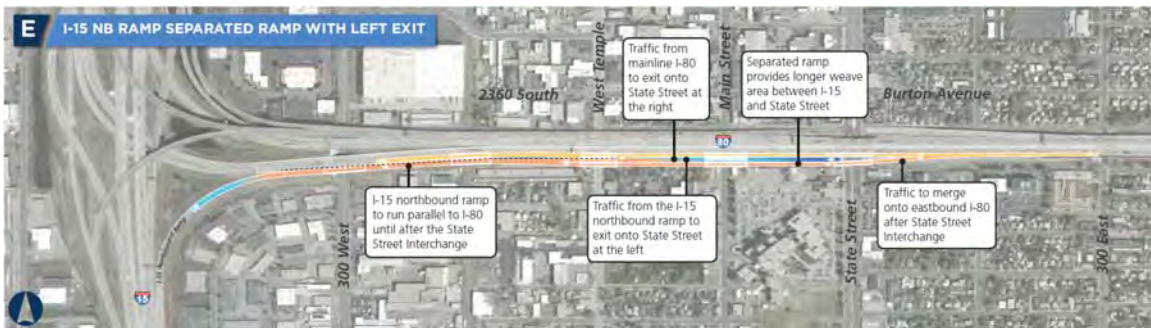 E I-15 NB RAMP SEPARATED RAMP WITH LEFT EXIT
2360 South
West Temple
Traffic from
mainline I-80
to exit onto
State Street at
the right
Main Street
Separated ramp
provides longer weave
area between I-15
and State Street
Burton Avenue
80
I-15 northbound ramp
to run parallel to I-80
until after the State
Street Interchange
Traffic from the I-15
northbound ramp to
exit onto State Street
at the left
Traffic to merge
onto eastbound I-80
after State Street
Interchange
15
300 West
State Street
300 East